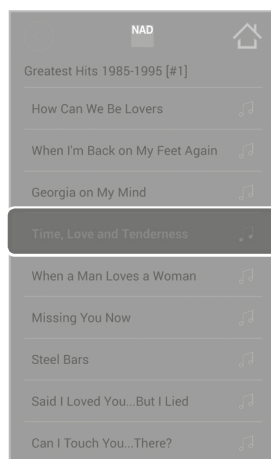 NAD
Greatest Hits 1985-1995 [#1]
How Can We Be Lovers
When I'm Back on My Feet Again
Georgia on My Mind
Time, Love and Tenderness
When a Man Loves a Woman
Missing You Now
Steel Bars
Said I Loved You...But I Lied
Can I Touch You...There?